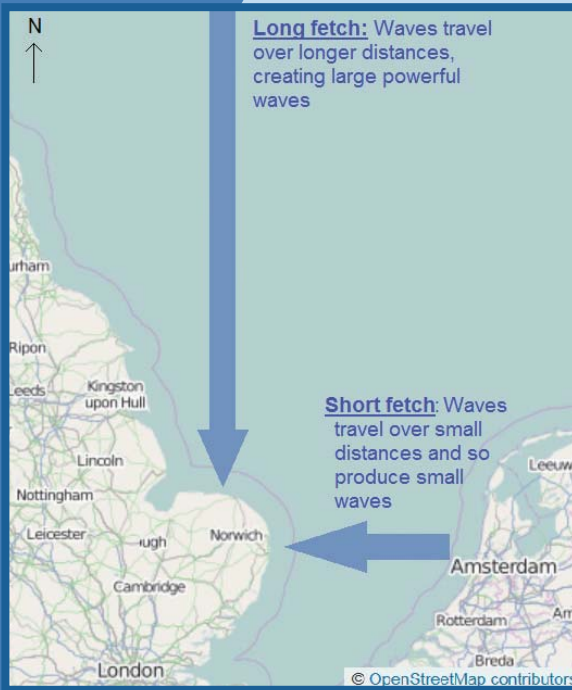 N
Long fetch: Waves travel
over longer distances,
creating large powerful
waves
urham
Ripon
Leeds
Kingston
upon Hull
Short fetch: Waves
travel over small
distances and so
produce small
waves
Lincoln
Leeuw
Nottingham
Leicester
ugh
Norwich
Amsterdam
Cambridge
Rotterdam
Am
Breda
London
© OpenStreetMap contributors